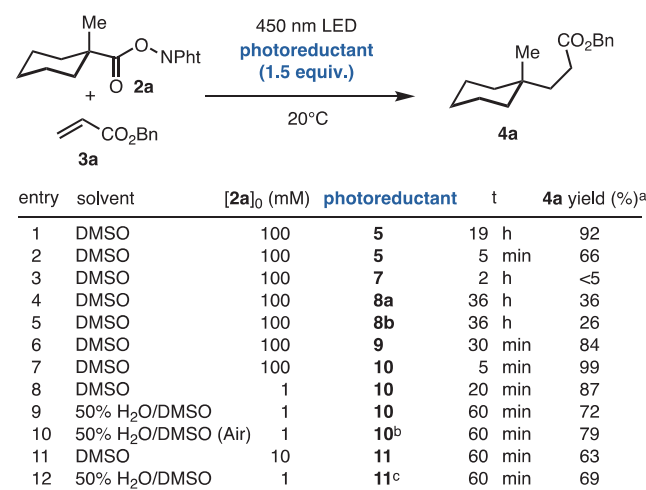 Me
O
NPht
O 2a
+
CO₂Bn
3a
450 nm LED
photoreductant
(1.5 equiv.)
20°C
Me
CO₂Bn
4a
entry solvent [2a]₀ (mM) photoreductant t 4a yield (%)ᵃ
1 DMSO 100 5 19 h 92
2 DMSO 100 5 5 min 66
3 DMSO 100 7 2 h <5
4 DMSO 100 8a 36 h 36
5 DMSO 100 8b 36 h 26
6 DMSO 100 9 30 min 84
7 DMSO 100 10 5 min 99
8 DMSO 1 10 20 min 87
9 50% H₂O/DMSO 1 10 60 min 72
10 50% H₂O/DMSO (Air) 1 10ᵇ 60 min 79
11 DMSO 10 11 60 min 63
12 50% H₂O/DMSO 1 11ᶜ 60 min 69